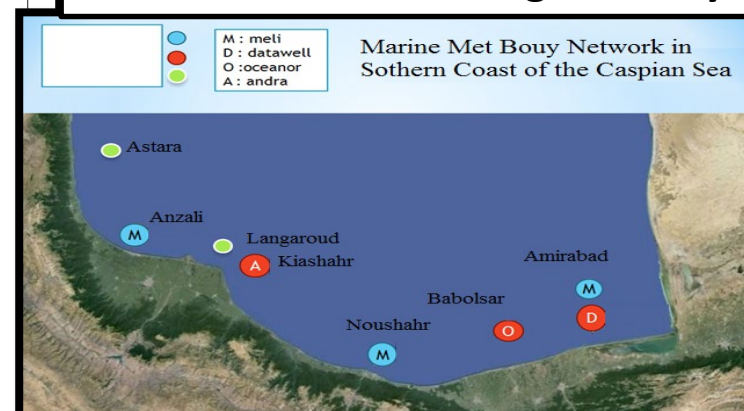 M : meli
D : datawell
O :oceanor
A : andra
Marine Met Bouy Network in
Sothern Coast of the Caspian Sea
Astara
Anzali
M
Langaroud
A Kiashahr
Amirabad
M
Babolsar
D
Noushahr
O
M